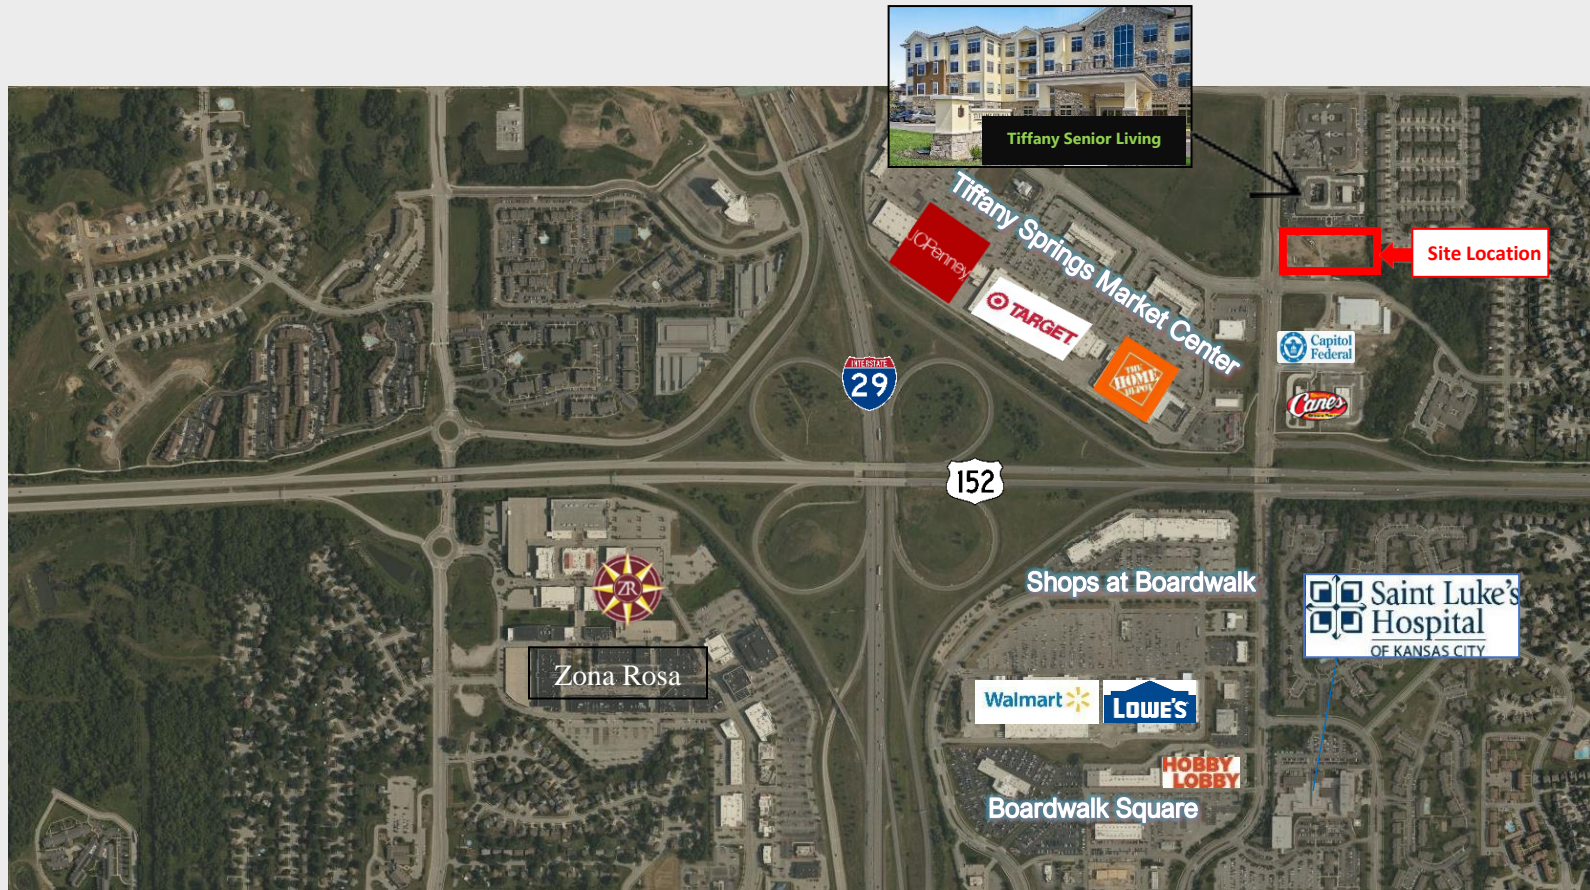 Tiffany Senior Living
Tiffany Springs Market Center
JCPenney
TARGET
THE
HOME
DEPOT
Site Location
Capitol
Federal
Cane's
INTERSTATE
29
152
ZR
Zona Rosa
Shops at Boardwalk
Saint Luke's
Hospital
OF KANSAS CITY
Walmart
LOWE'S
HOBBY
LOBBY
Boardwalk Square